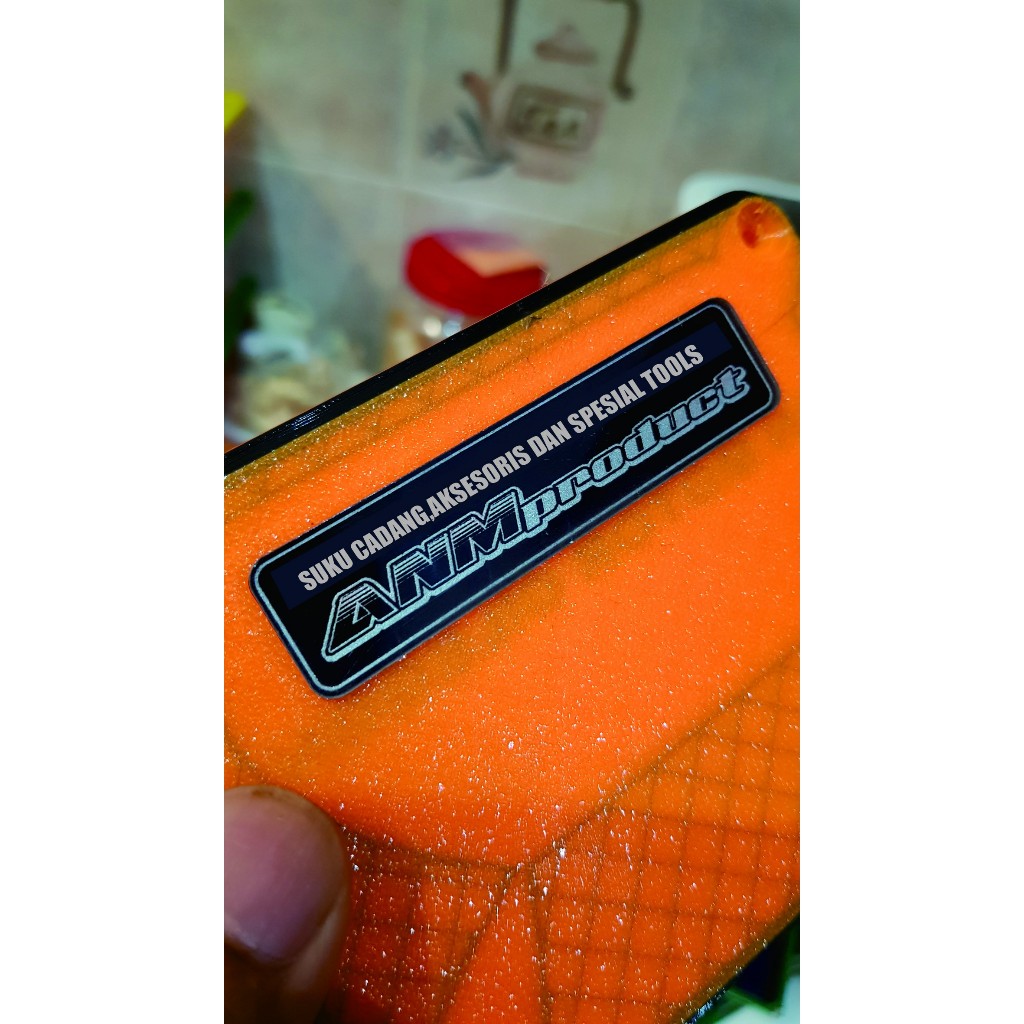 SUKU CADANG,AKSESORIS DAN SPESIAL TOOLS
ANMproduct